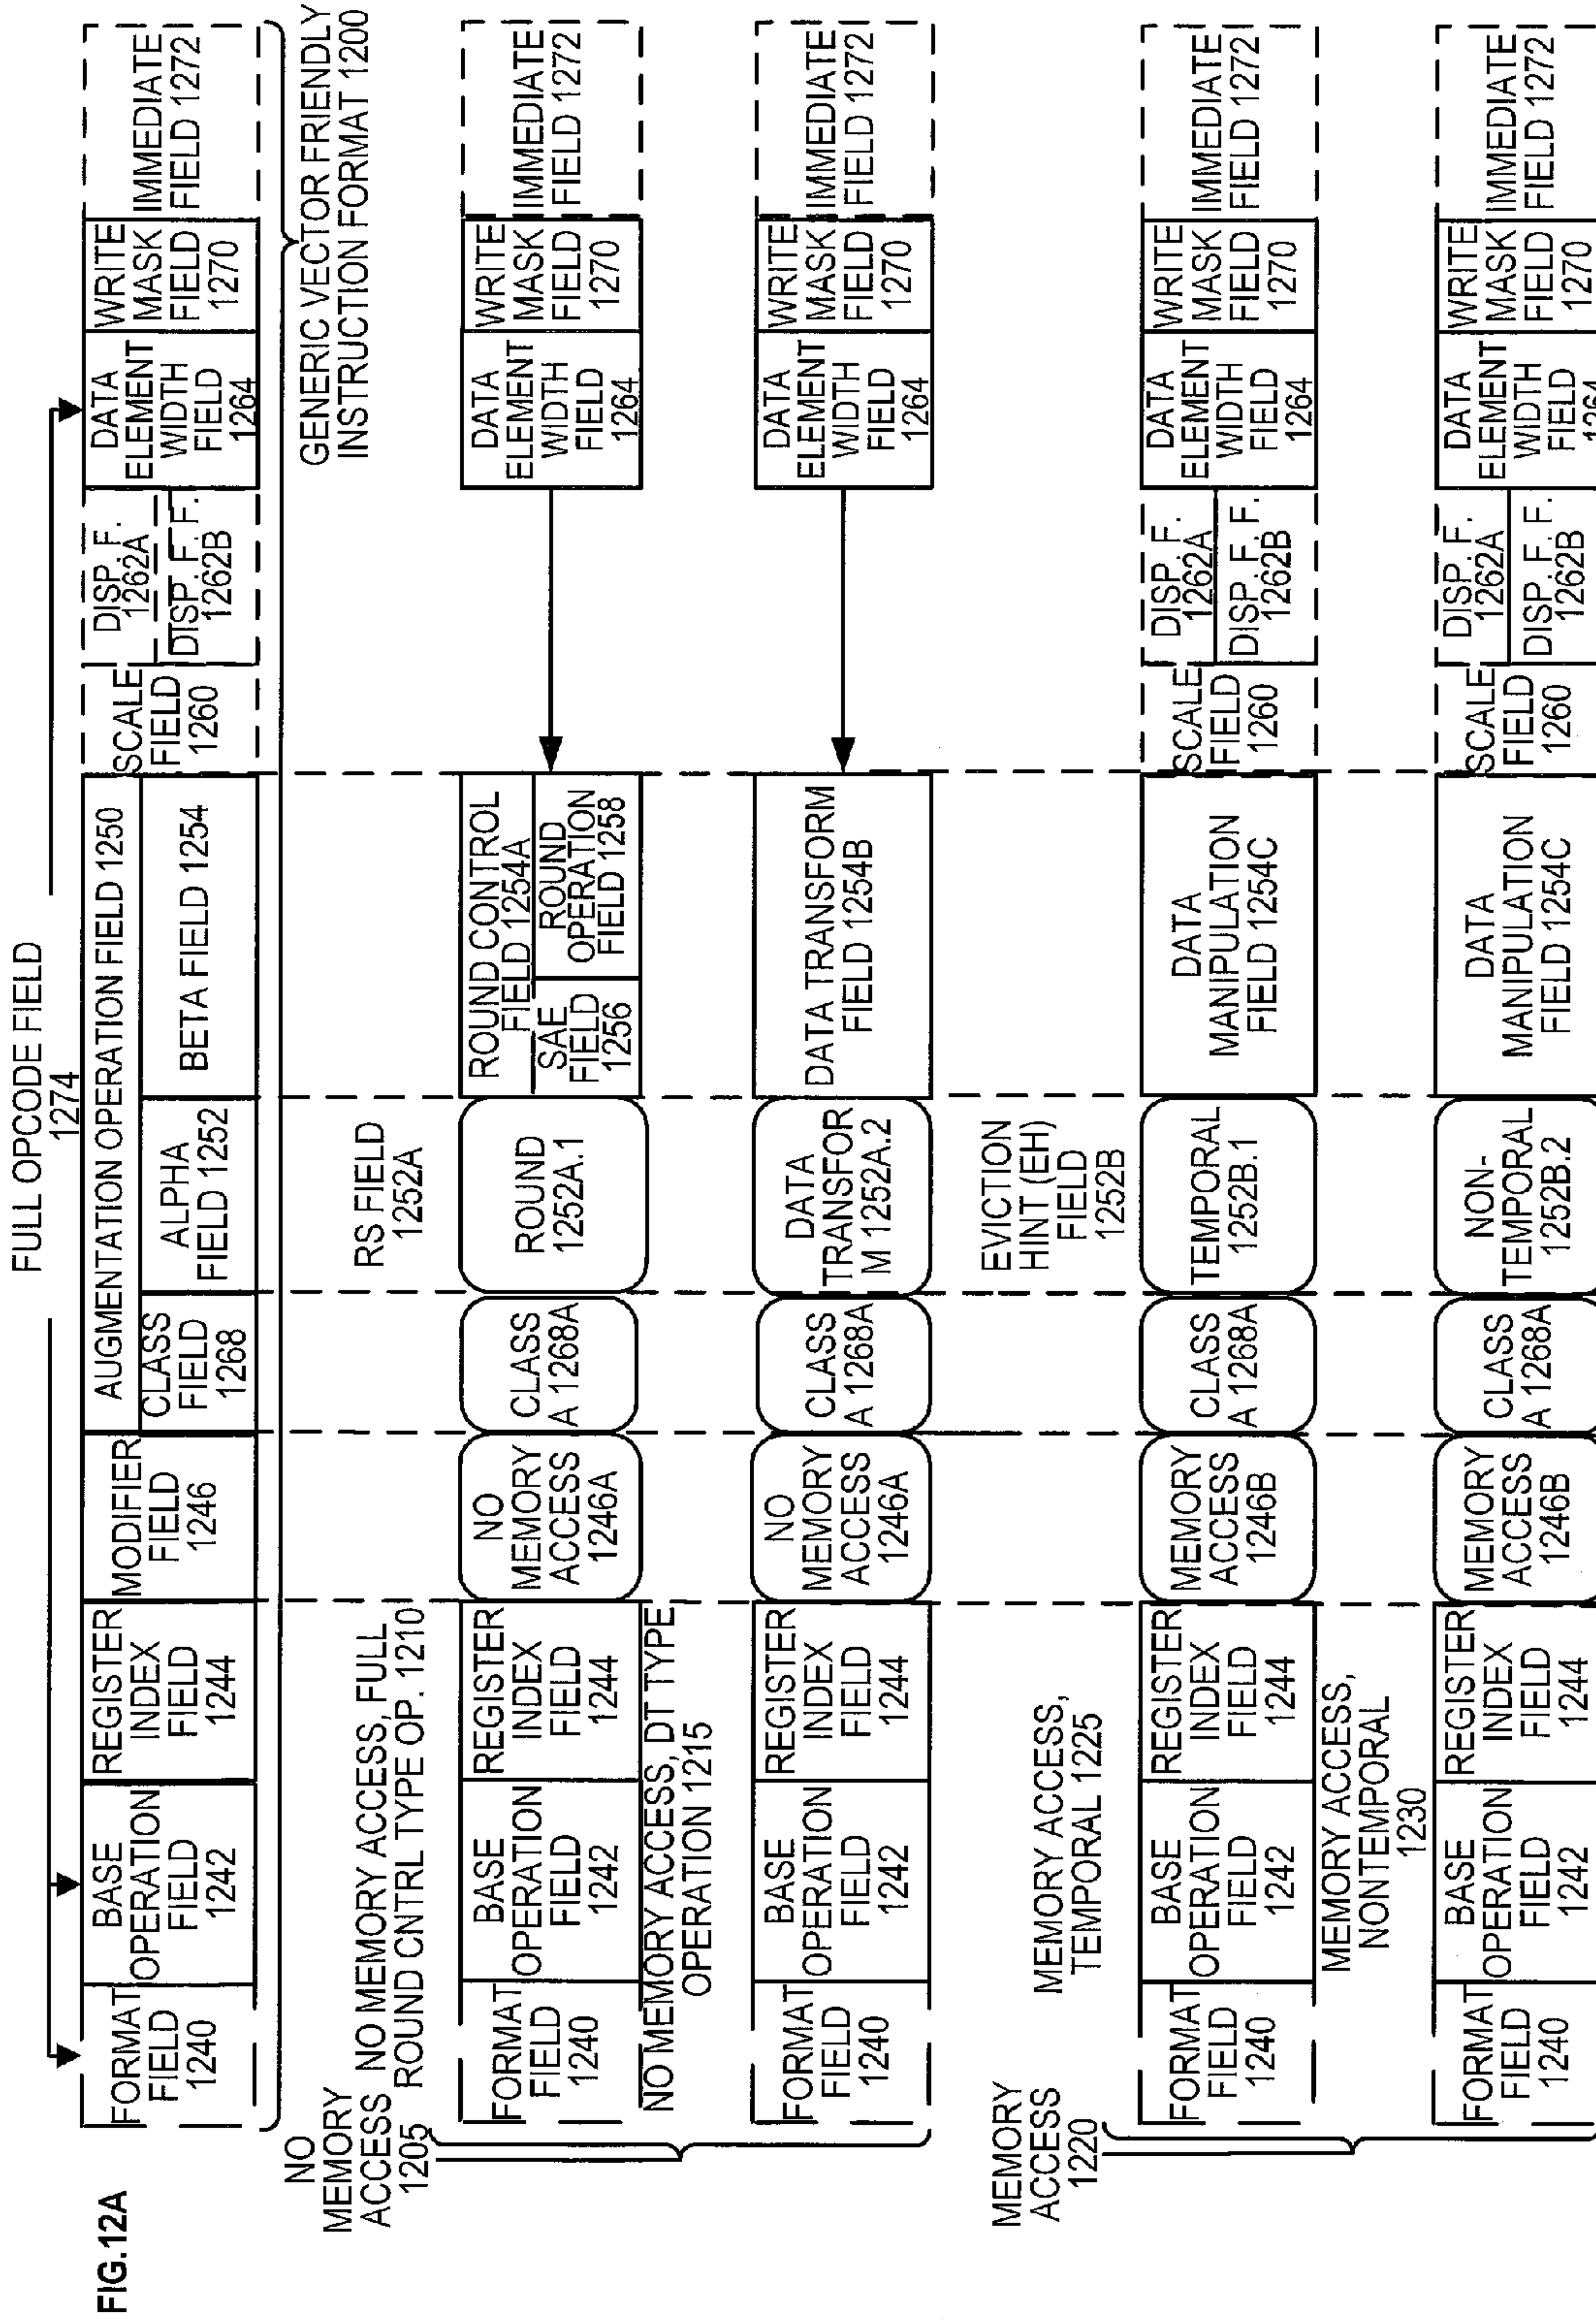 FIG.12A
FULL OPCODE FIELD
1274
FORMAT
FIELD
1240
BASE
OPERATION
FIELD
1242
REGISTER
INDEX
FIELD
1244
MODIFIER
FIELD
1246
AUGMENTATION OPERATION FIELD 1250
CLASS
FIELD
1268
ALPHA
FIELD 1252
BETA FIELD 1254
SCALE
FIELD
1260
DISP. F.
1262A
DISP. F. F.
1262B
DATA
ELEMENT
WIDTH
FIELD
1264
WRITE
MASK
FIELD
1270
IMMEDIATE
FIELD 1272
GENERIC VECTOR FRIENDLY
INSTRUCTION FORMAT 1200
NO
MEMORY
ACCESS
1205
NO MEMORY ACCESS, FULL
ROUND CNTRL TYPE OP. 1210
RS FIELD
1252A
FORMAT
FIELD
1240
BASE
OPERATION
FIELD
1242
REGISTER
INDEX
FIELD
1244
NO
MEMORY
ACCESS
1246A
CLASS
A 1268A
ROUND
1252A.1
ROUND CONTROL
FIELD 1254A
SAE
FIELD
1256
ROUND
OPERATION
FIELD 1258
DATA
ELEMENT
WIDTH
FIELD
1264
WRITE
MASK
FIELD
1270
IMMEDIATE
FIELD 1272
NO MEMORY ACCESS, DT TYPE
OPERATION 1215
FORMAT
FIELD
1240
BASE
OPERATION
FIELD
1242
REGISTER
INDEX
FIELD
1244
NO
MEMORY
ACCESS
1246A
CLASS
A 1268A
DATA
TRANSFOR
M 1252A.2
DATA TRANSFORM
FIELD 1254B
DATA
ELEMENT
WIDTH
FIELD
1264
WRITE
MASK
FIELD
1270
IMMEDIATE
FIELD 1272
MEMORY
ACCESS
1220
MEMORY ACCESS,
TEMPORAL 1225
EVICTION
HINT (EH)
FIELD
1252B
FORMAT
FIELD
1240
BASE
OPERATION
FIELD
1242
REGISTER
INDEX
FIELD
1244
MEMORY
ACCESS
1246B
CLASS
A 1268A
TEMPORAL
1252B.1
DATA
MANIPULATION
FIELD 1254C
SCALE
FIELD
1260
DISP. F.
1262A
DISP. F. F.
1262B
DATA
ELEMENT
WIDTH
FIELD
1264
WRITE
MASK
FIELD
1270
IMMEDIATE
FIELD 1272
MEMORY ACCESS,
NONTEMPORAL
1230
FORMAT
FIELD
1240
BASE
OPERATION
FIELD
1242
REGISTER
INDEX
FIELD
1244
MEMORY
ACCESS
1246B
CLASS
A 1268A
NON-
TEMPORAL
1252B.2
DATA
MANIPULATION
FIELD 1254C
SCALE
FIELD
1260
DISP. F.
1262A
DISP. F. F.
1262B
DATA
ELEMENT
WIDTH
FIELD
1264
WRITE
MASK
FIELD
1270
IMMEDIATE
FIELD 1272